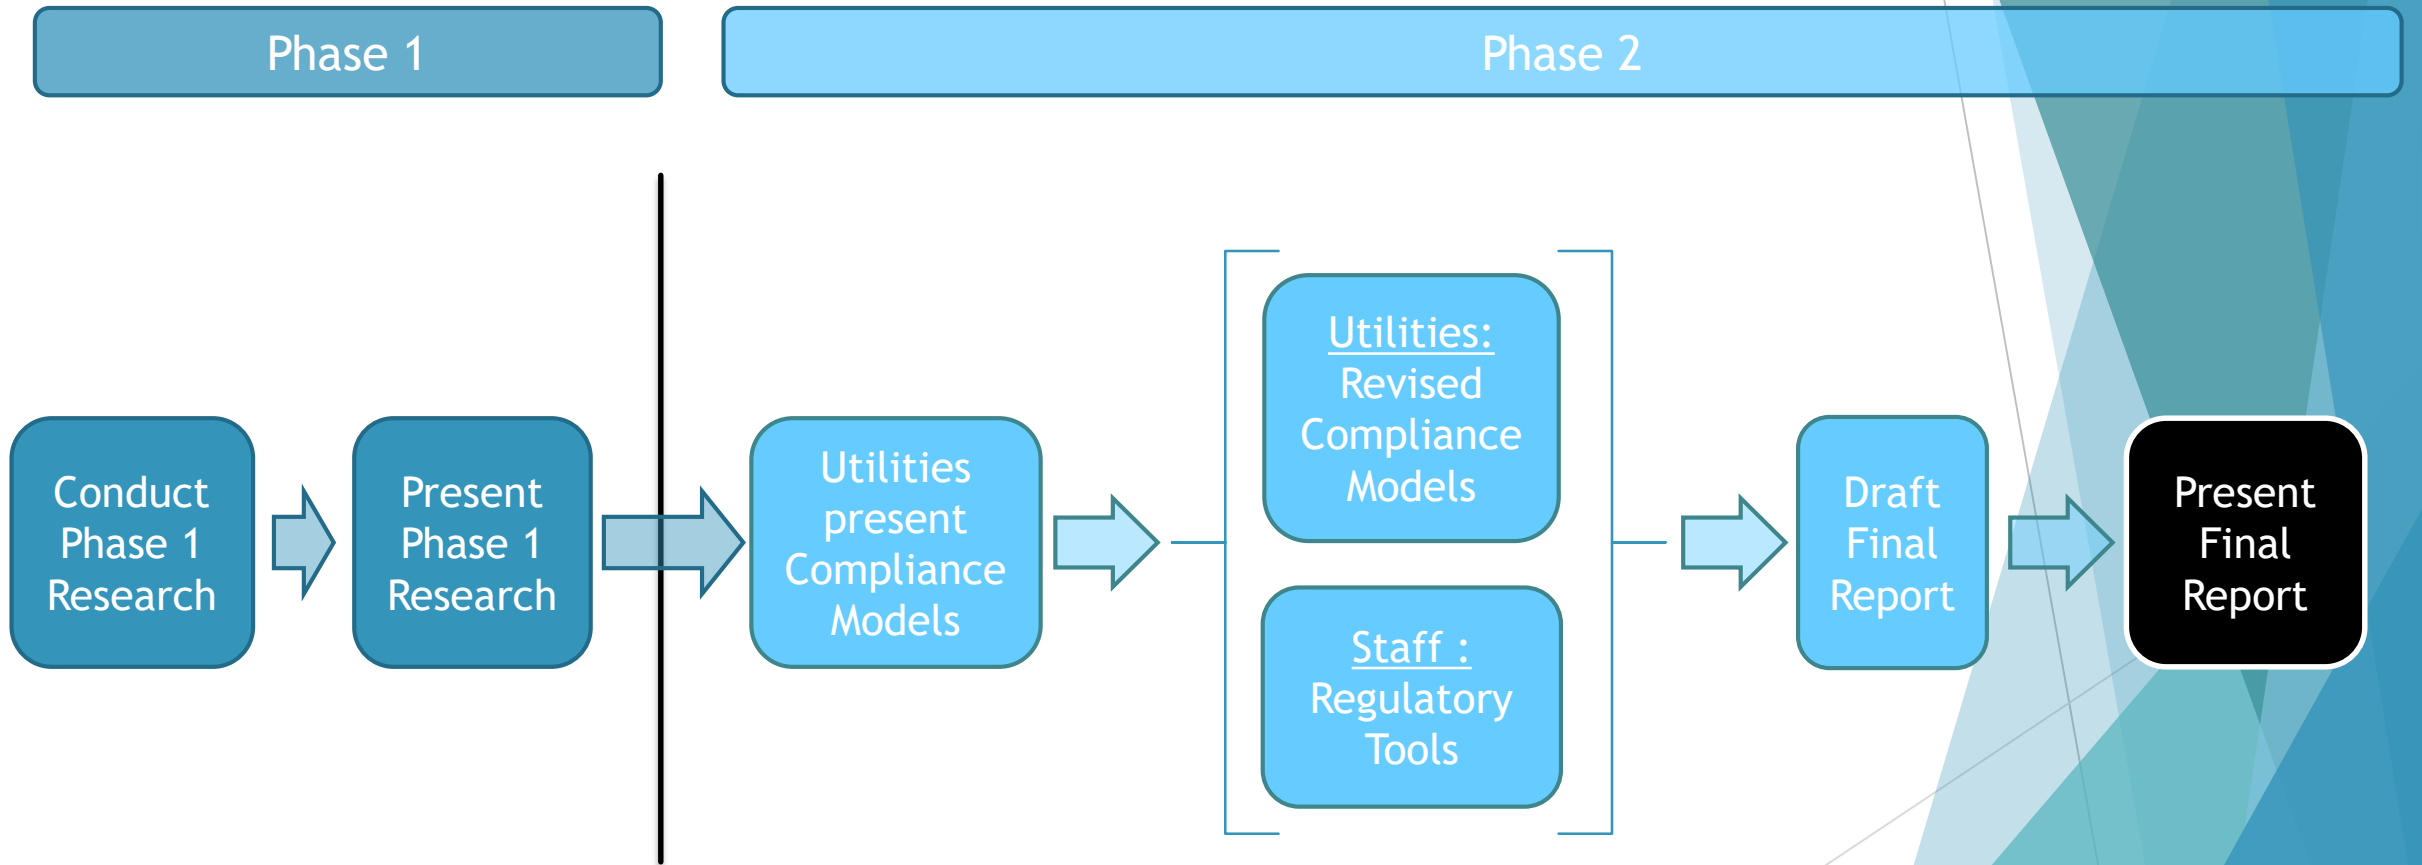 Phase 1
Phase 2
Conduct
Phase 1
Research
Present
Phase 1
Research
Utilities
present
Compliance
Models
Utilities:
Revised
Compliance
Models
Staff :
Regulatory
Tools
Draft
Final
Report
Present
Final
Report